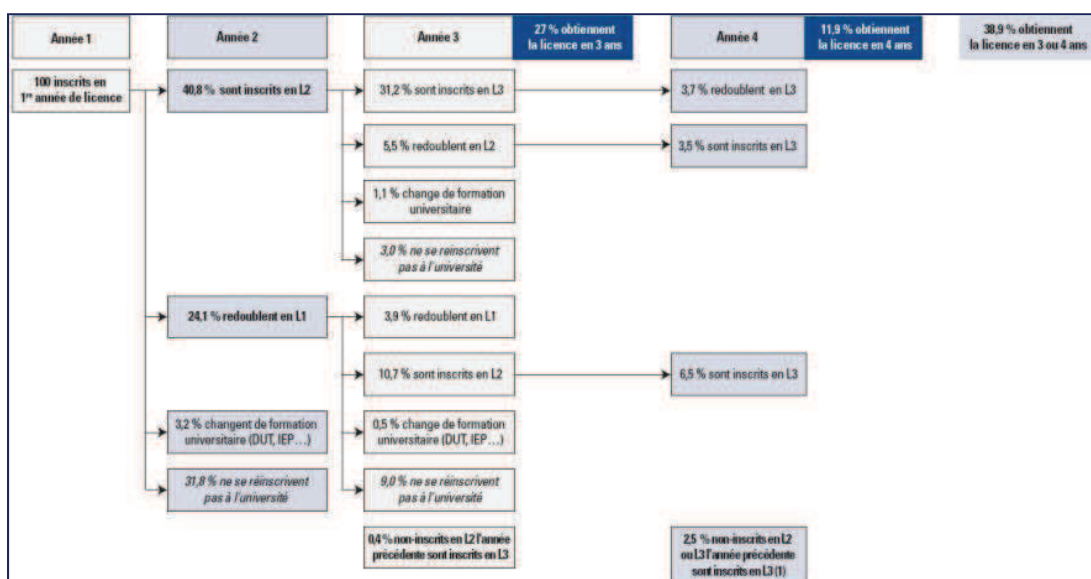 Année 1
Année 2
Année 3
27 % obtiennent
la licence en 3 ans
Année 4
11,9 % obtiennent
la licence en 4 ans
38,9 % obtiennent
la licence en 3 ou 4 ans
100 inscrits en
1re année de licence
40,8 % sont inscrits en L2
31,2 % sont inscrits en L3
3,7 % redoublent en L3
5,5 % redoublent en L2
3,5 % sont inscrits en L3
1,1 % change de formation
universitaire
3,0 % ne se réinscrivent
pas à l'université
24,1 % redoublent en L1
3,9 % redoublent en L1
10,7 % sont inscrits en L2
6,5 % sont inscrits en L3
3,2 % changent de formation
universitaire (DUT, IEP…)
0,5 % change de formation
universitaire (DUT, IEP…)
31,8 % ne se réinscrivent
pas à l'université
9,0 % ne se réinscrivent
pas à l'université
0,4 % non-inscrits en L2 l'année
précédente sont inscrits en L3
2,5 % non-inscrits en L2
ou L3 l'année précédente
sont inscrits en L3 (1)